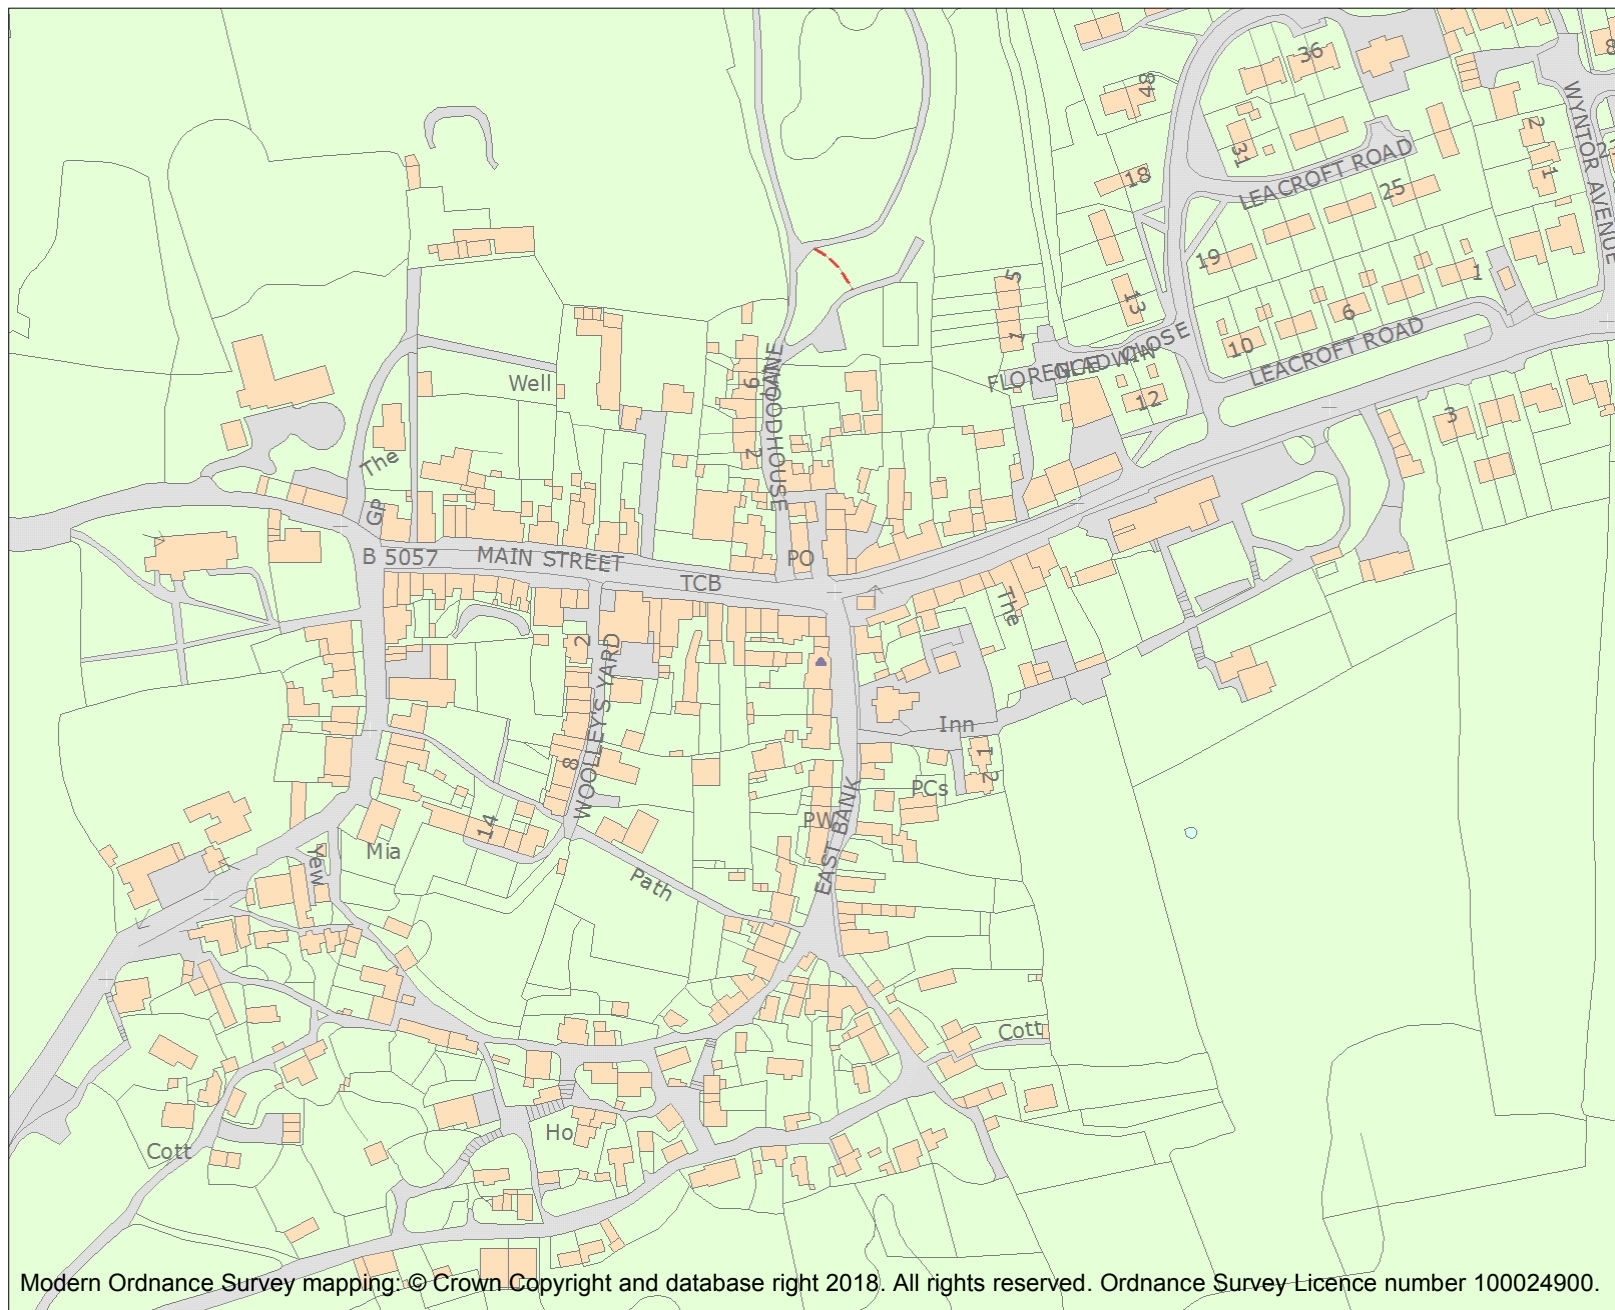 36
8
48
WYNTOR AVENUE
2
31
LEACROFT ROAD
1
18
25
19
5
13
1
6
1
10
LEACROFT ROAD
GLADWIN CLOSE
FLORENCE
Well
9
WOODHOUSE LANE
12
3
The
2
GP
B 5057
MAIN STREET
TCB
PO
The
2
WOOLLEY'S YARD
Inn
1
2
8
PCs
PW
EAST BANK
14
Mia
Yew
Path
Cott
Ho
Cott
Modern Ordnance Survey mapping: © Crown Copyright and database right 2018. All rights reserved. Ordnance Survey Licence number 100024900.